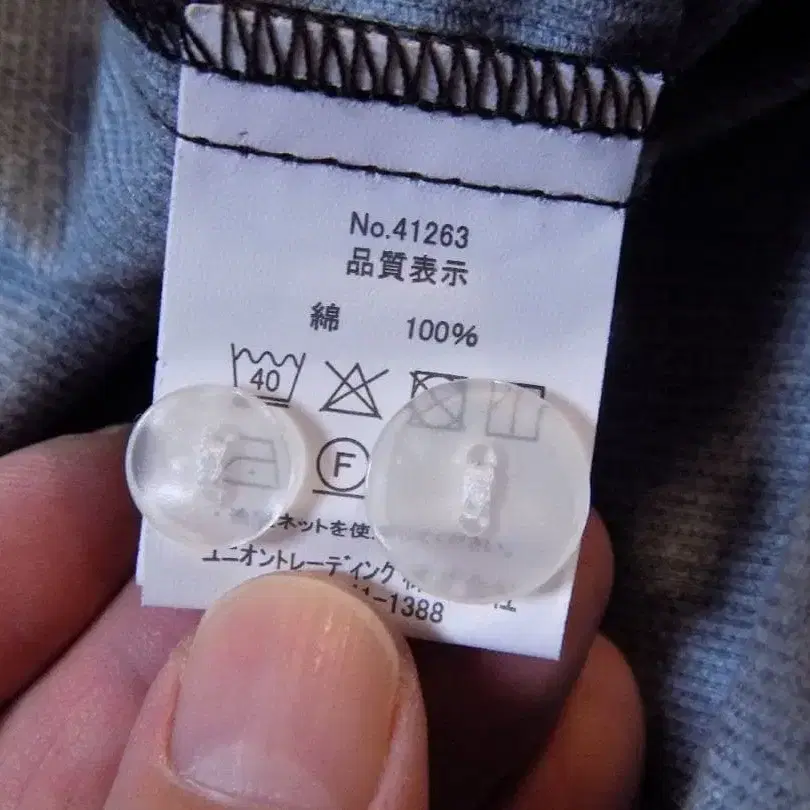 No.41263
品質表示
綿 100%
40
F
ネットを使
ユニオントレーディング
1-1388